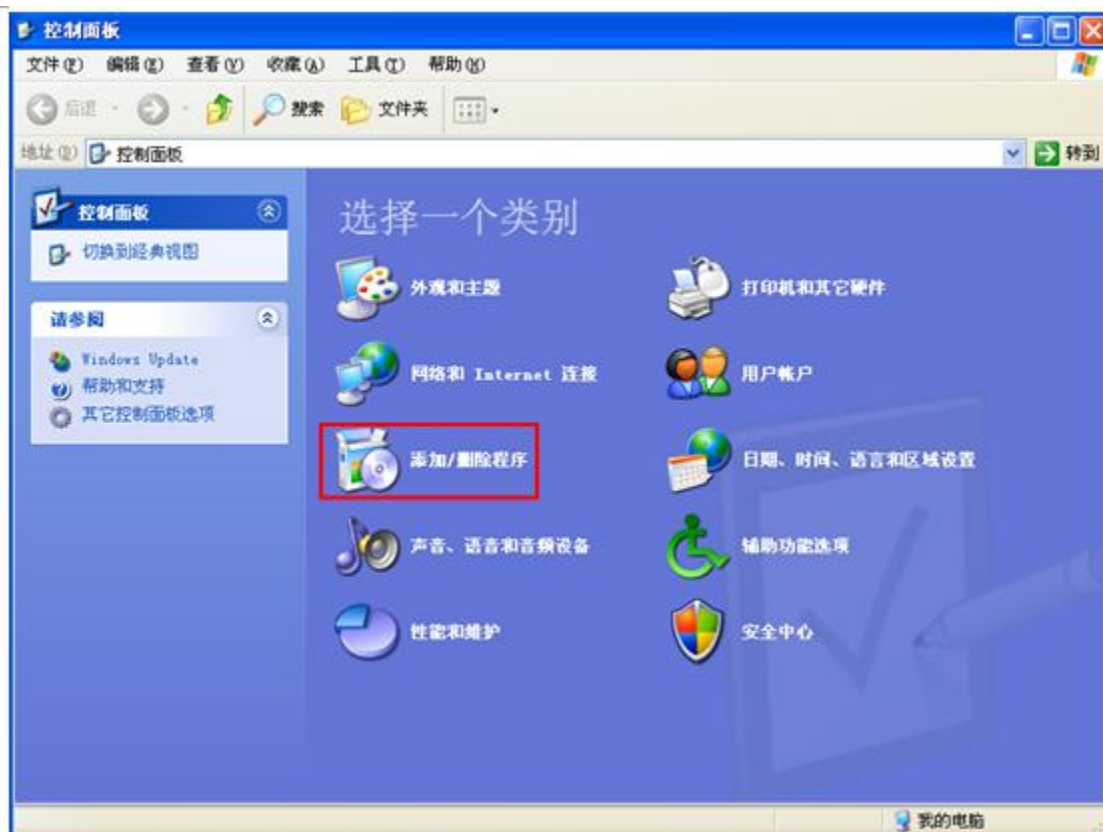 控制面板
文件(F) 编辑(E) 查看(V) 收藏(A) 工具(T) 帮助(H)
后退 搜索 文件夹
地址(D) 控制面板 转到
控制面板
切换到经典视图
请参阅
Windows Update
帮助和支持
其它控制面板选项
选择一个类别
外观和主题 打印机和其它硬件
网络和 Internet 连接 用户帐户
添加/删除程序 日期、时间、语言和区域设置
声音、语音和音频设备 辅助功能选项
性能和维护 安全中心
我的电脑